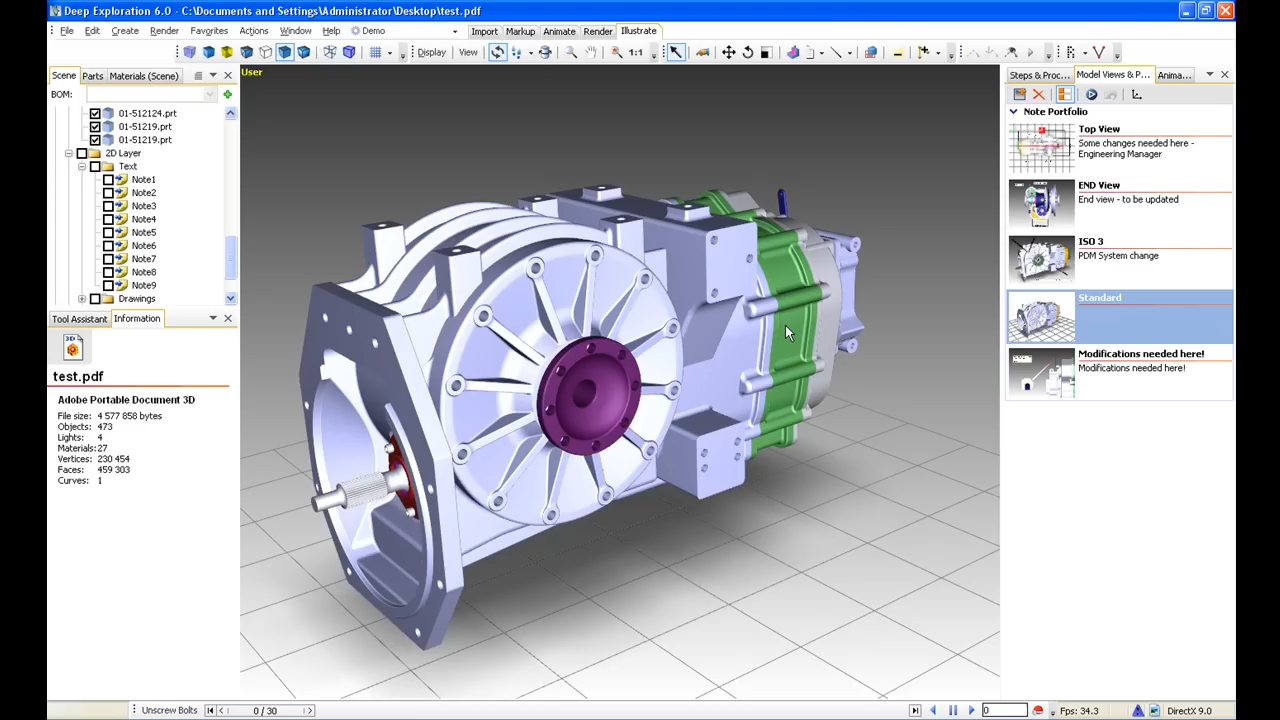 Deep Exploration 6.0 - C:\Documents and Settings\Administrator\Desktop\test.pdf
File Edit Create Render Favorites Actions Window Help Demo Import Markup Animate Render Illustrate
1:1 Display View
Scene Parts Materials (Scene)
BOM:
01-512124.prt
01-51219.prt
01-51219.prt
2D Layer
Text
Note1
Note2
Note3
Note4
Note5
Note6
Note7
Note8
Note9
Drawings
Tool Assistant Information
3D
test.pdf
Adobe Portable Document 3D
File size: 4 577 858 bytes
Objects: 473
Lights: 4
Materials: 27
Vertices: 230 454
Faces: 459 303
Curves: 1
User
Steps & Proc... Model Views & P... Anima...
Note Portfolio
Top View
Some changes needed here -
Engineering Manager
END View
End view - to be updated
ISO 3
PDM System change
Standard
Modifications needed here!
Modifications needed here!
Unscrew Bolts 0 / 30 0 Fps: 34.3 DirectX 9.0